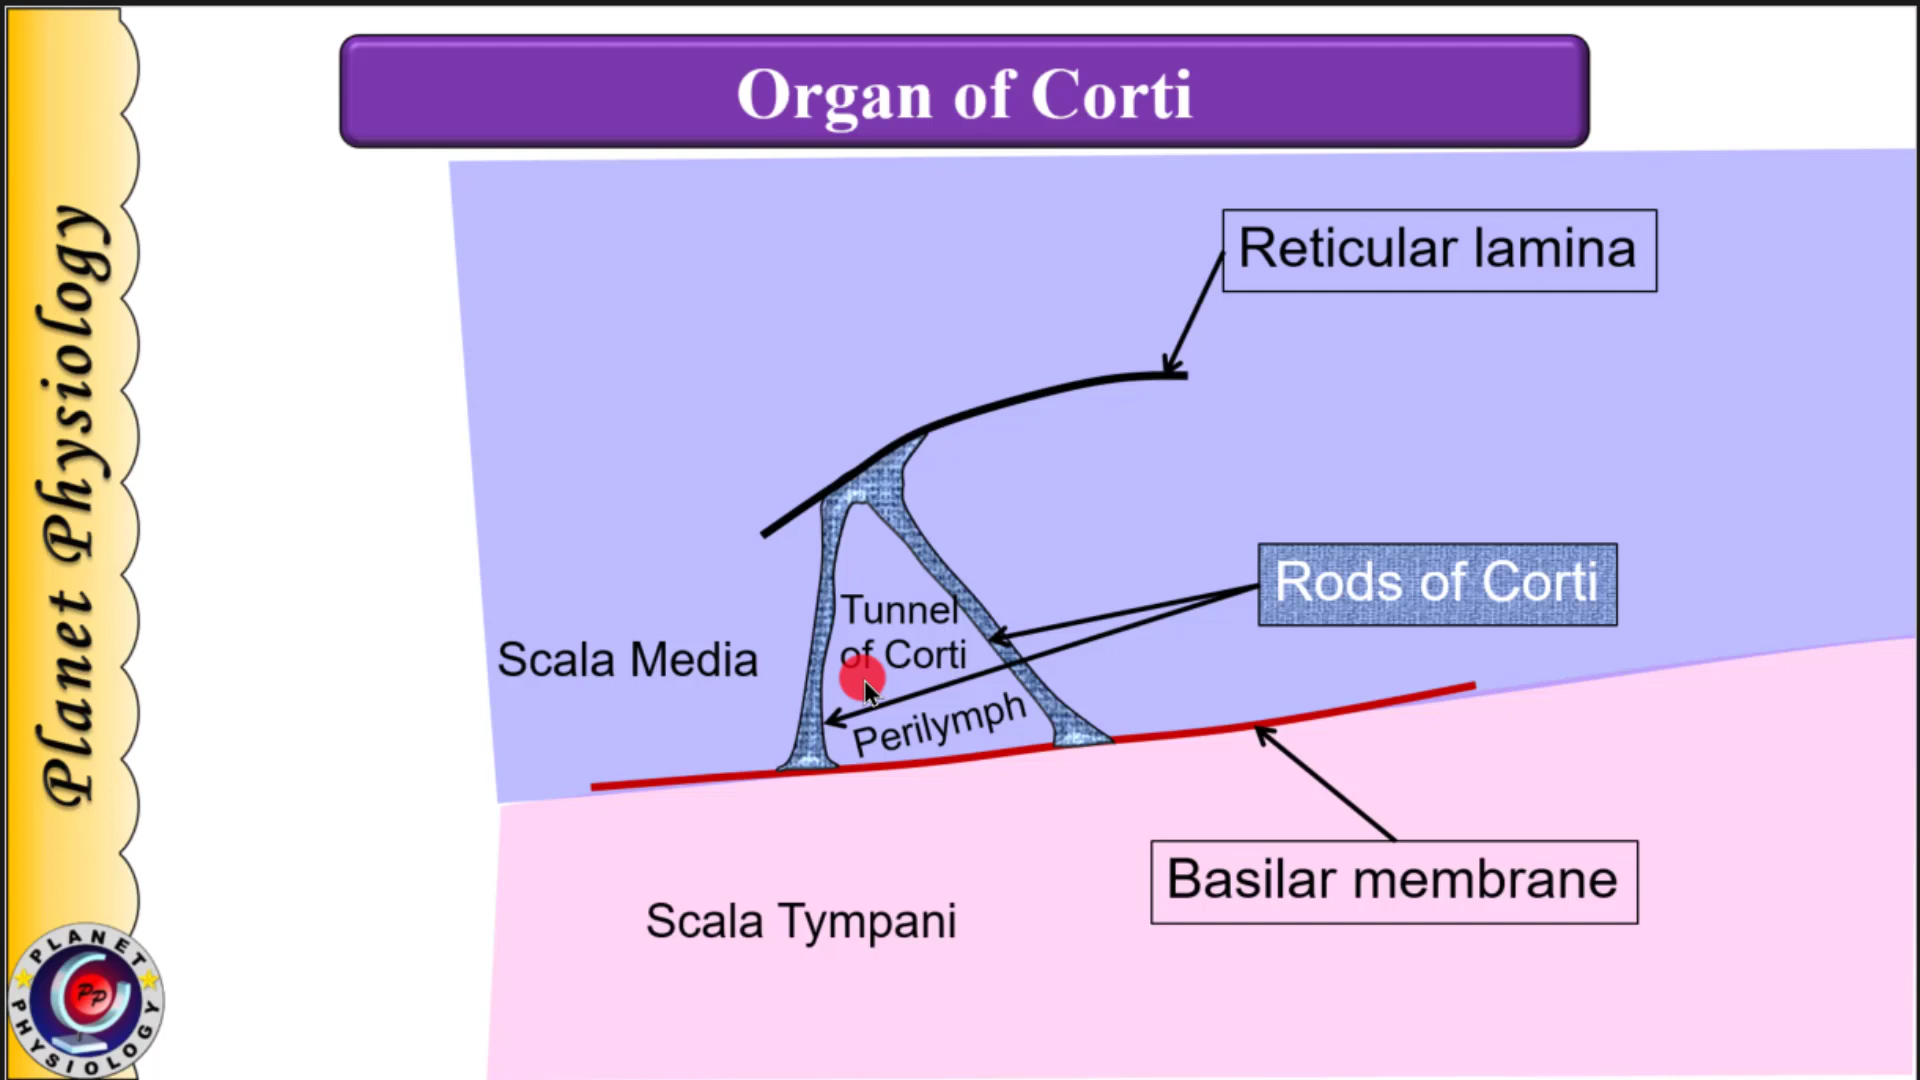 Organ of Corti
Planet Physiology
Reticular lamina
Rods of Corti
Tunnel
of Corti
Scala Media
Perilymph
Basilar membrane
Scala Tympani
PLANET
PP
PHYSIOLOGY